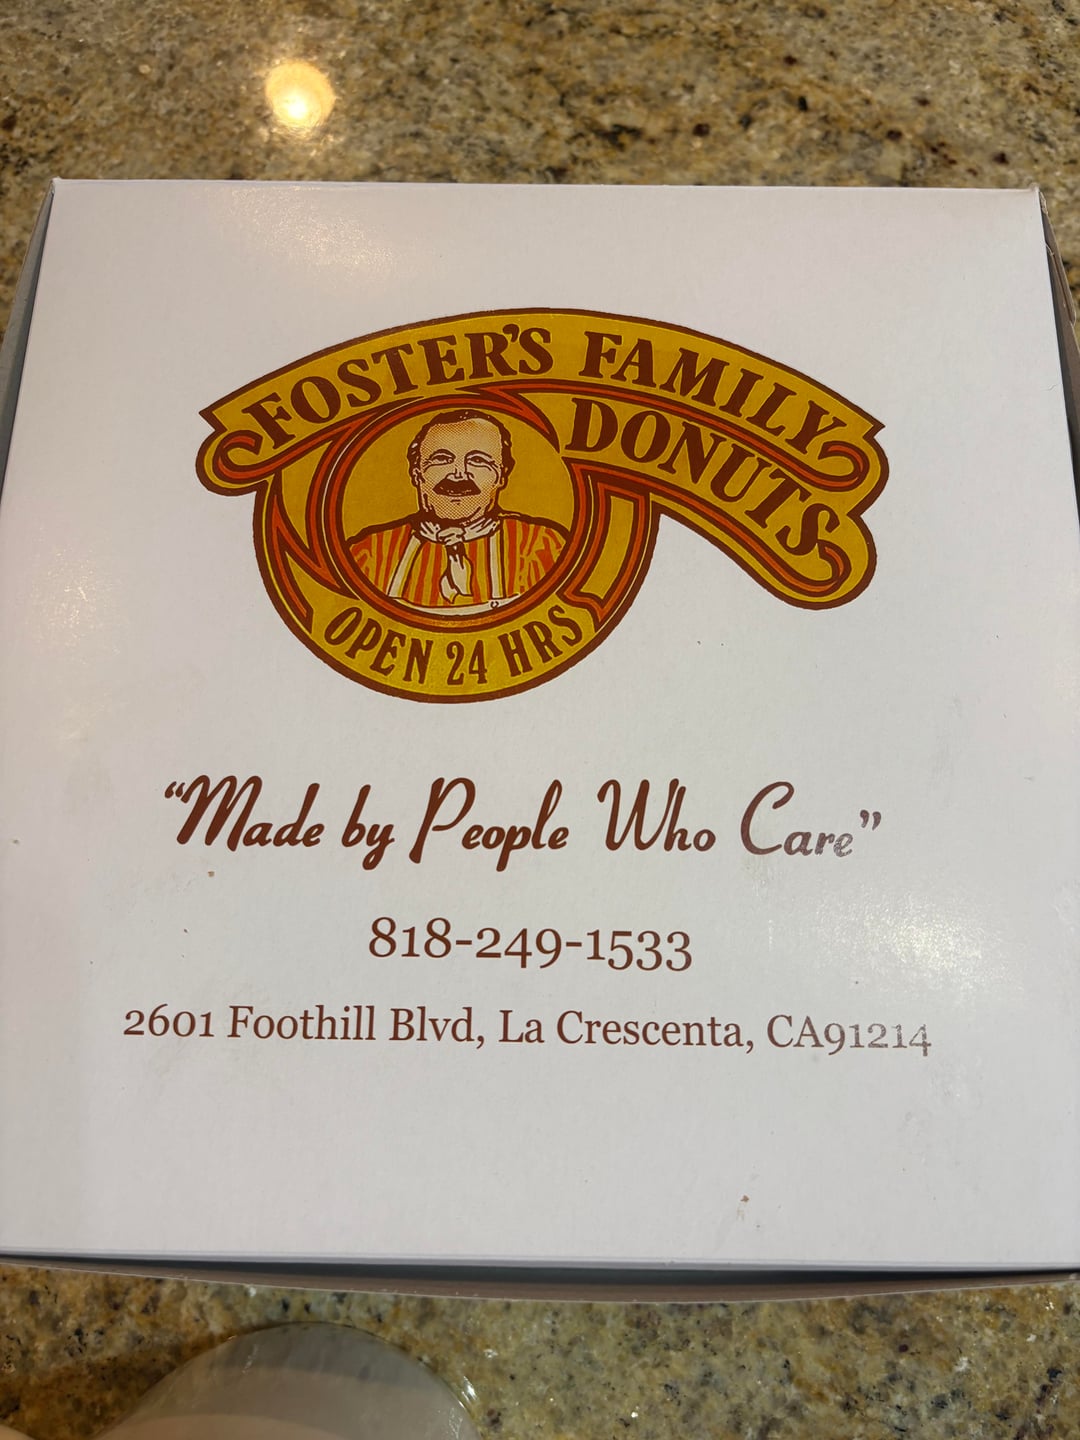 FOSTER'S FAMILY
DONUTS
OPEN 24 HRS
“Made by People Who Care”
818-249-1533
2601 Foothill Blvd, La Crescenta, CA91214